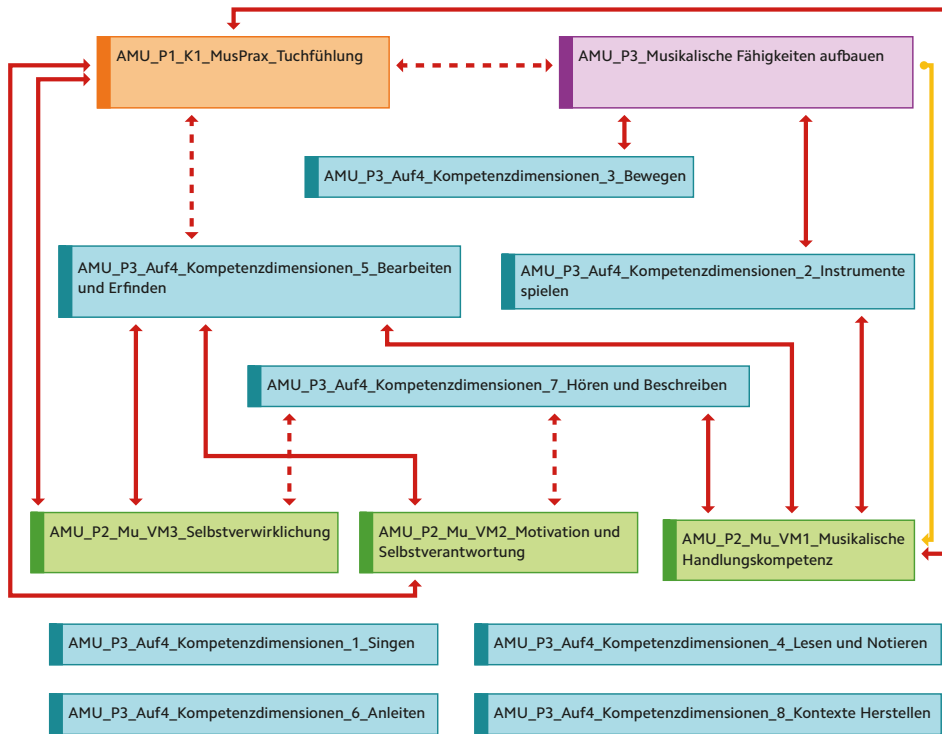 AMU_P1_K1_MusPrax_Tuchfühlung
AMU_P3_Musikalische Fähigkeiten aufbauen
AMU_P3_Auf4_Kompetenzdimensionen_3_Bewegen
AMU_P3_Auf4_Kompetenzdimensionen_5_Bearbeiten
und Erfinden
AMU_P3_Auf4_Kompetenzdimensionen_2_Instrumente
spielen
AMU_P3_Auf4_Kompetenzdimensionen_7_Hören und Beschreiben
AMU_P2_Mu_VM3_Selbstverwirklichung
AMU_P2_Mu_VM2_Motivation und
Selbstverantwortung
AMU_P2_Mu_VM1_Musikalische
Handlungskompetenz
AMU_P3_Auf4_Kompetenzdimensionen_1_Singen
AMU_P3_Auf4_Kompetenzdimensionen_4_Lesen und Notieren
AMU_P3_Auf4_Kompetenzdimensionen_6_Anleiten
AMU_P3_Auf4_Kompetenzdimensionen_8_Kontexte Herstellen